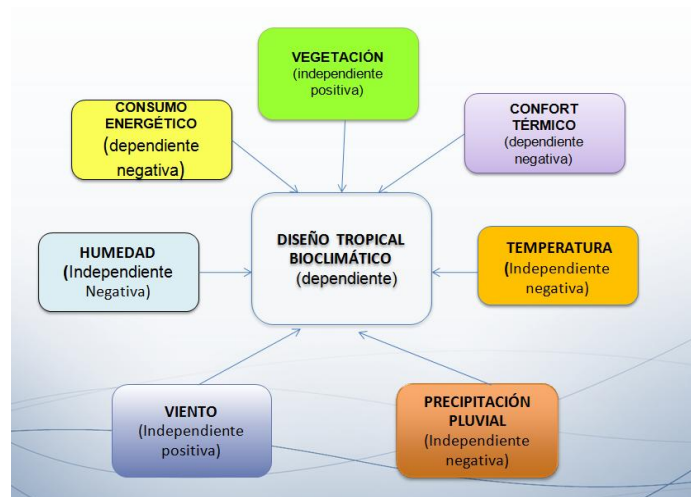 VEGETACIÓN
(independiente
positiva)
CONSUMO
ENERGÉTICO
(dependiente
negativa)
CONFORT
TÉRMICO
(dependiente
negativa)
DISEÑO TROPICAL
BIOCLIMÁTICO
(dependiente)
HUMEDAD
(Independiente
Negativa)
TEMPERATURA
(Independiente
negativa)
VIENTO
(Independiente
positiva)
PRECIPITACIÓN
PLUVIAL
(Independiente
negativa)